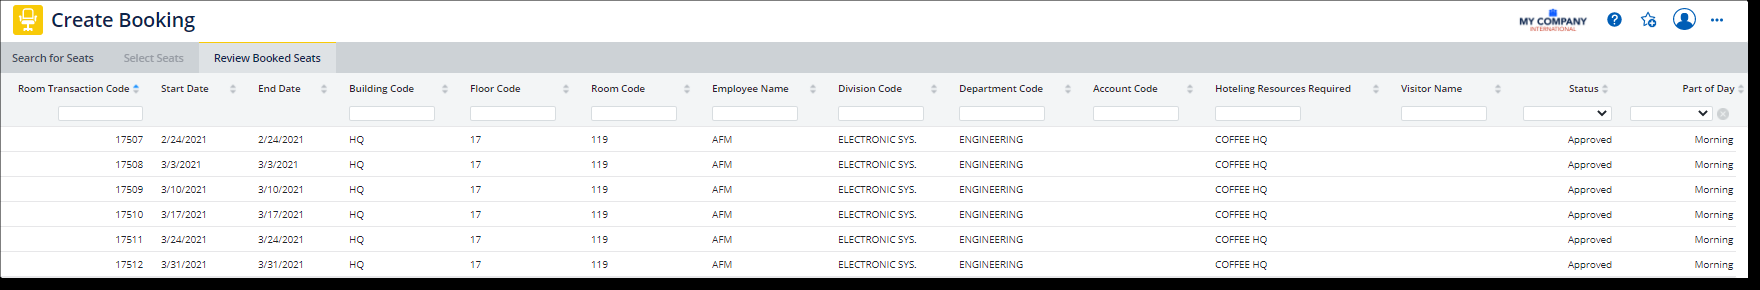 Create Booking
MY COMPANY
INTERNATIONAL
Search for Seats Select Seats Review Booked Seats
Room Transaction Code Start Date End Date Building Code Floor Code Room Code Employee Name Division Code Department Code Account Code Hoteling Resources Required Visitor Name Status Part of Day
17507 2/24/2021 2/24/2021 HQ 17 119 AFM ELECTRONIC SYS. ENGINEERING COFFEE HQ Approved Morning
17508 3/3/2021 3/3/2021 HQ 17 119 AFM ELECTRONIC SYS. ENGINEERING COFFEE HQ Approved Morning
17509 3/10/2021 3/10/2021 HQ 17 119 AFM ELECTRONIC SYS. ENGINEERING COFFEE HQ Approved Morning
17510 3/17/2021 3/17/2021 HQ 17 119 AFM ELECTRONIC SYS. ENGINEERING COFFEE HQ Approved Morning
17511 3/24/2021 3/24/2021 HQ 17 119 AFM ELECTRONIC SYS. ENGINEERING COFFEE HQ Approved Morning
17512 3/31/2021 3/31/2021 HQ 17 119 AFM ELECTRONIC SYS. ENGINEERING COFFEE HQ Approved Morning